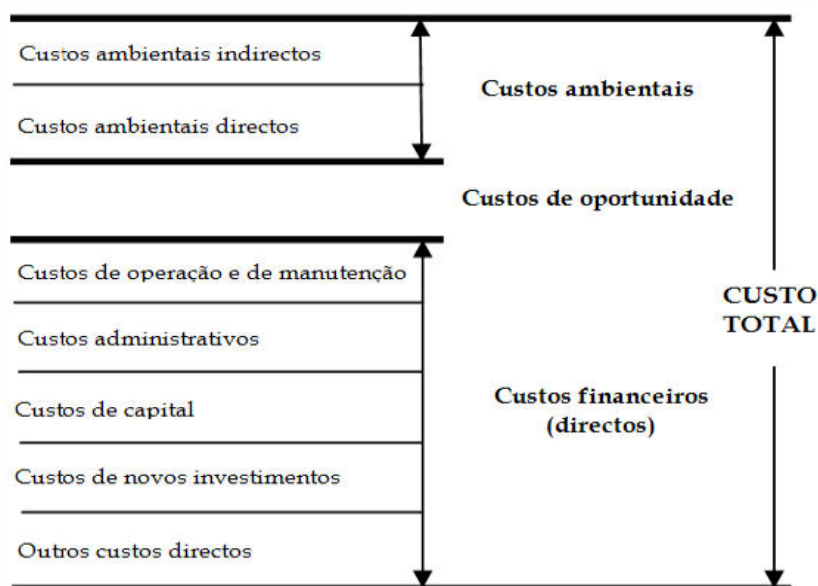 Custos ambientais indirectos
Custos ambientais
Custos ambientais directos
Custos de oportunidade
Custos de operação e de manutenção
CUSTO
TOTAL
Custos administrativos
Custos financeiros
(directos)
Custos de capital
Custos de novos investimentos
Outros custos directos